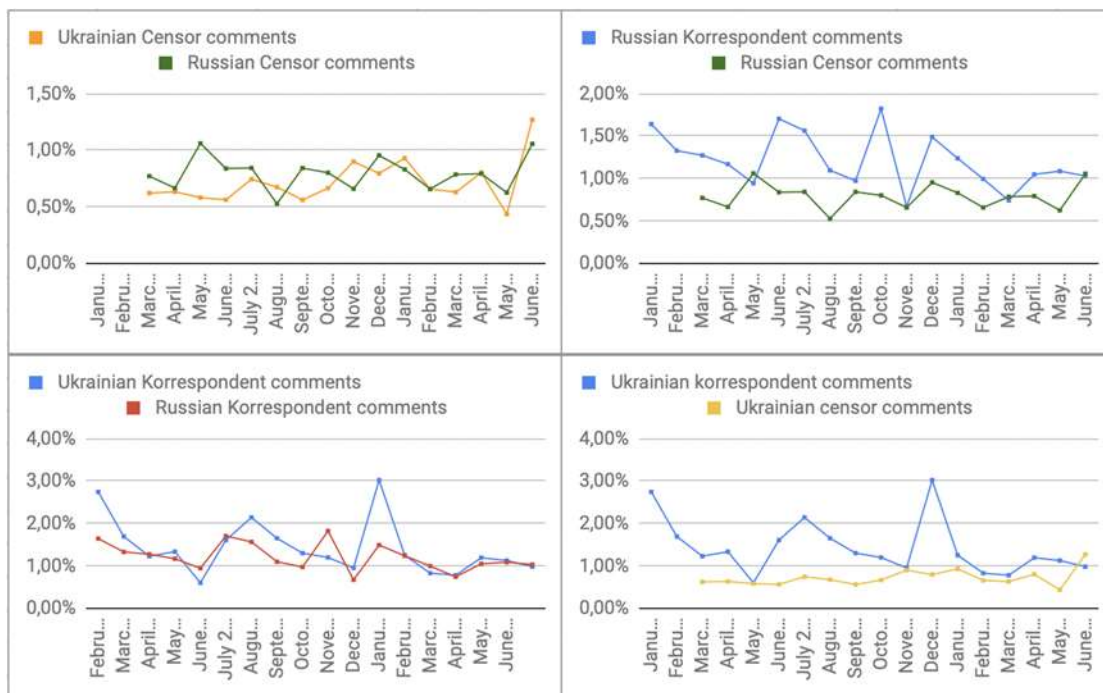 Ukrainian Censor comments
Russian Censor comments
1,50%
1,00%
0,50%
0,00%
Janu...
Febru...
Marc...
April...
May...
June...
July 2...
Augu...
Septe...
Octo...
Nove...
Dece...
Janu...
Febru...
Marc...
April...
May...
June...
Russian Korrespondent comments
Russian Censor comments
2,00%
1,50%
1,00%
0,50%
0,00%
Janu...
Febru...
Marc...
April...
May...
June...
July 2...
Augu...
Septe...
Octo...
Nove...
Dece...
Janu...
Febru...
Marc...
April...
May...
June...
Ukrainian Korrespondent comments
Russian Korrespondent comments
4,00%
3,00%
2,00%
1,00%
0,00%
Febru...
Marc...
April...
May...
June...
July 2...
Augu...
Septe...
Octo...
Nove...
Dece...
Janu...
Febru...
Marc...
April...
May...
June...
Ukrainian korrespondent comments
Ukrainian censor comments
4,00%
3,00%
2,00%
1,00%
0,00%
Janu...
Febru...
Marc...
April...
May...
June...
July 2...
Augu...
Septe...
Octo...
Nove...
Dece...
Janu...
Febru...
Marc...
April...
May...
June...